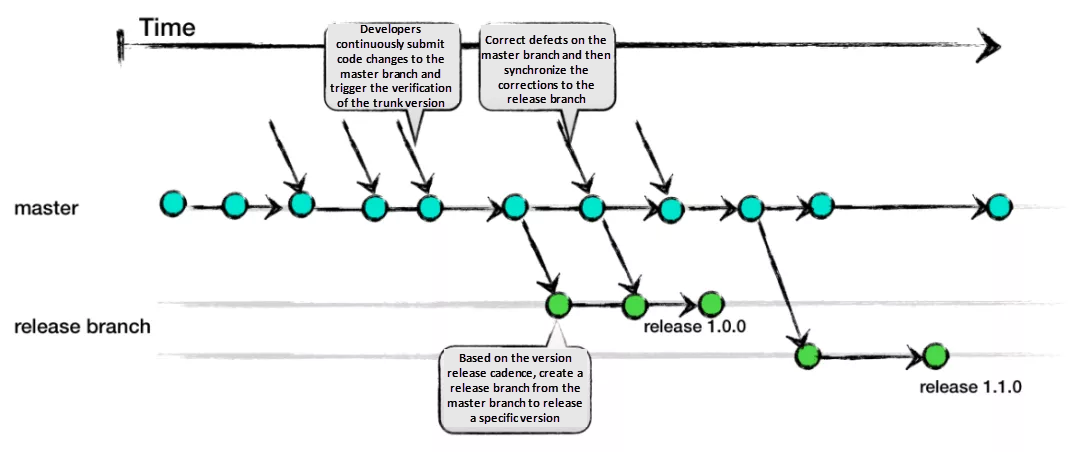 Time
Developers
continuously submit
code changes to the
master branch and
trigger the verification
of the trunk version
Correct defects on the
master branch and then
synchronize the
corrections to the
release branch
master
release branch
release 1.0.0
Based on the version
release cadence, create a
release branch from the
master branch to release
a specific version
release 1.1.0